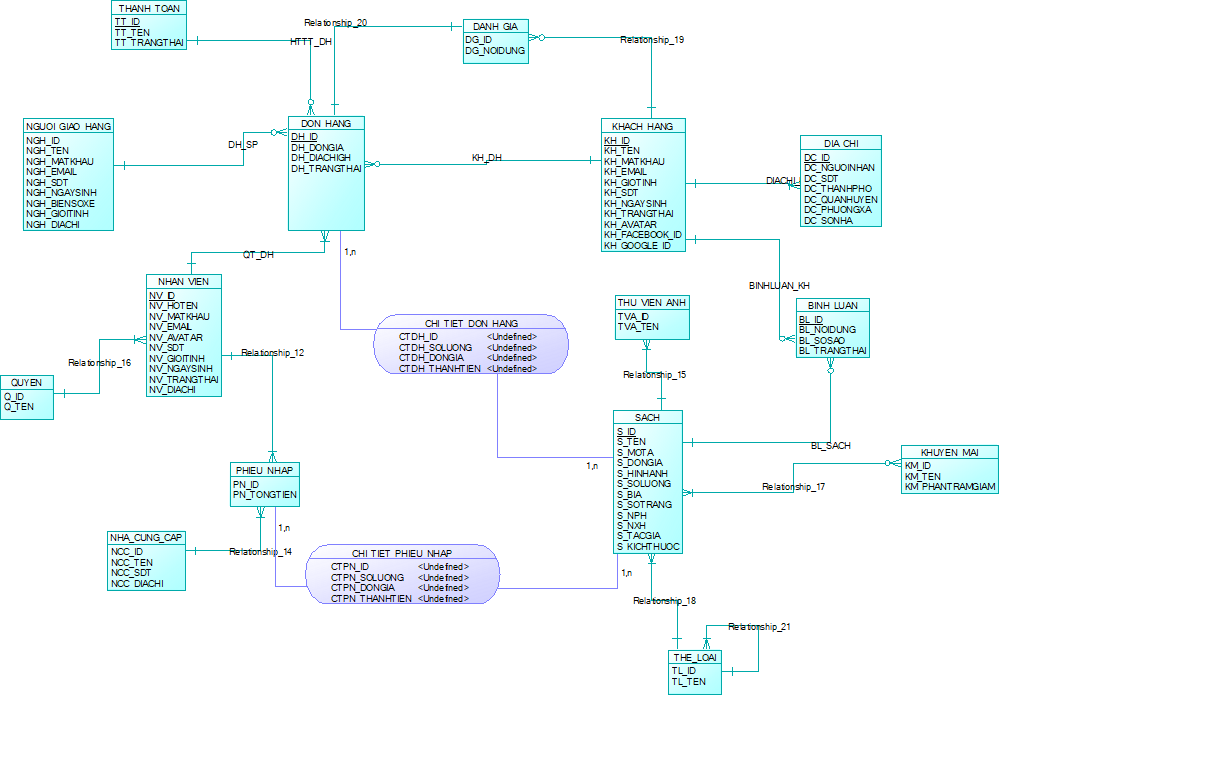 THANH TOAN
TT_ID
TT_TEN
TT_TRANGTHAI
Relationship_20
HTTT_DH
DANH GIA
DG_ID
DG_NOIDUNG
Relationship_19
NGUOI GIAO HANG
NGH_ID
NGH_TEN
NGH_MATKHAU
NGH_EMAIL
NGH_SDT
NGH_NGAYSINH
NGH_BIENSOXE
NGH_GIOITINH
NGH_DIACHI
DH_SP
DON HANG
DH_ID
DH_DONGIA
DH_DIACHIGH
DH_TRANGTHAI
KH_DH
KHACH HANG
KH_ID
KH_TEN
KH_MATKHAU
KH_EMAIL
KH_GIOTINH
KH_SDT
KH_NGAYSINH
KH_TRANGTHAI
KH_AVATAR
KH_FACEBOOK_ID
KH_GOOGLE_ID
DIACHI
DIA CHI
DC_ID
DC_NGUOINHAN
DC_SDT
DC_THANHPHO
DC_QUANHUYEN
DC_PHUONGXA
DC_SONHA
QT_DH
1,n
NHAN VIEN
NV_ID
NV_HOTEN
NV_MATKHAU
NV_EMAIL
NV_AVATAR
NV_SDT
NV_GIOITINH
NV_NGAYSINH
NV_TRANGTHAI
NV_DIACHI
BINHLUAN_KH
THU VIEN ANH
TVA_ID
TVA_TEN
BINH LUAN
BL_ID
BL_NOIDUNG
BL_SOSAO
BL_TRANGTHAI
CHI TIET DON HANG
CTDH_ID <Undefined>
CTDH_SOLUONG <Undefined>
CTDH_DONGIA <Undefined>
CTDH_THANHTIEN <Undefined>
Relationship_16
Relationship_12
Relationship_15
QUYEN
Q_ID
Q_TEN
SACH
S_ID
S_TEN
S_MOTA
S_DONGIA
S_HINHANH
S_SOLUONG
S_BIA
S_SOTRANG
S_NPH
S_NXH
S_TACGIA
S_KICHTHUOC
1,n
BL_SACH
KHUYEN MAI
KM_ID
KM_TEN
KM_PHANTRAMGIAM
Relationship_17
PHIEU NHAP
PN_ID
PN_TONGTIEN
1,n
NHA_CUNG_CAP
NCC_ID
NCC_TEN
NCC_SDT
NCC_DIACHI
Relationship_14
CHI TIET PHIEU NHAP
CTPN_ID <Undefined>
CTPN_SOLUONG <Undefined>
CTPN_DONGIA <Undefined>
CTPN_THANHTIEN <Undefined>
1,n
Relationship_18
Relationship_21
THE_LOAI
TL_ID
TL_TEN